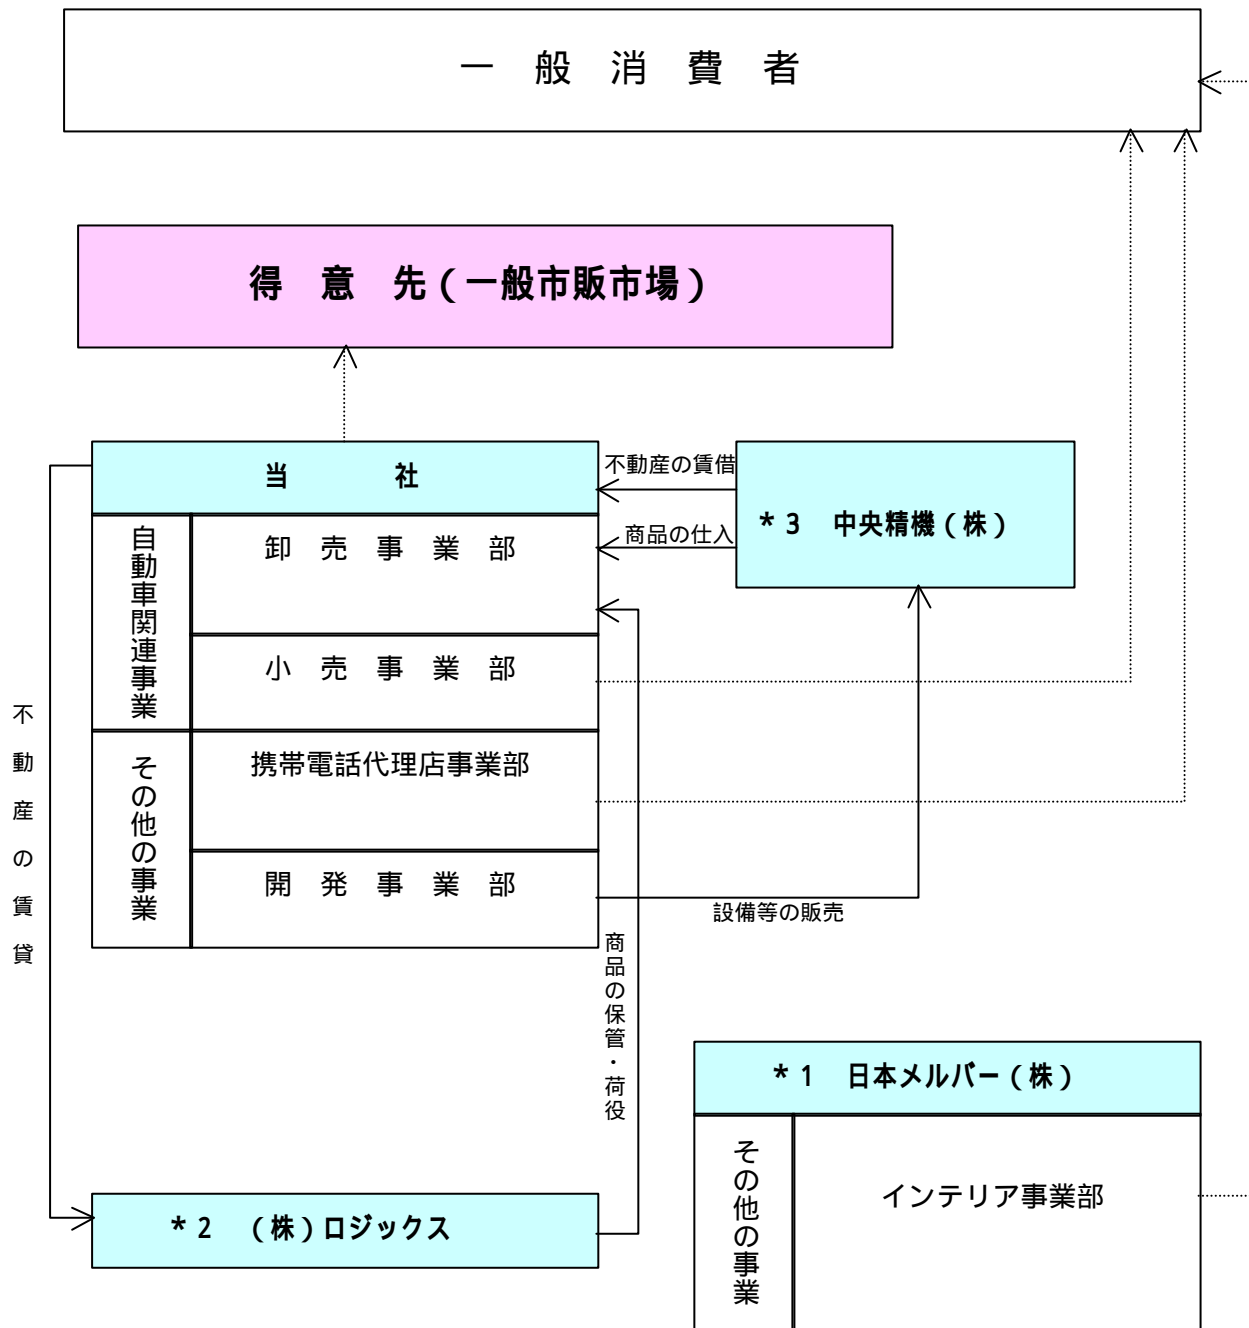 一　般　消　費　者
得　意　先（一般市販市場）
当　　　社
不動産の賃借
商品の仕入
＊３　中央精機（株）
自動車関連事業
卸　売　事　業　部
小　売　事　業　部
その他の事業
携帯電話代理店事業部
開　発　事　業　部
設備等の販売
不動産の賃貸
商品の保管・荷役
＊１　日本メルバー（株）
その他の事業
インテリア事業部
＊２　（株）ロジックス